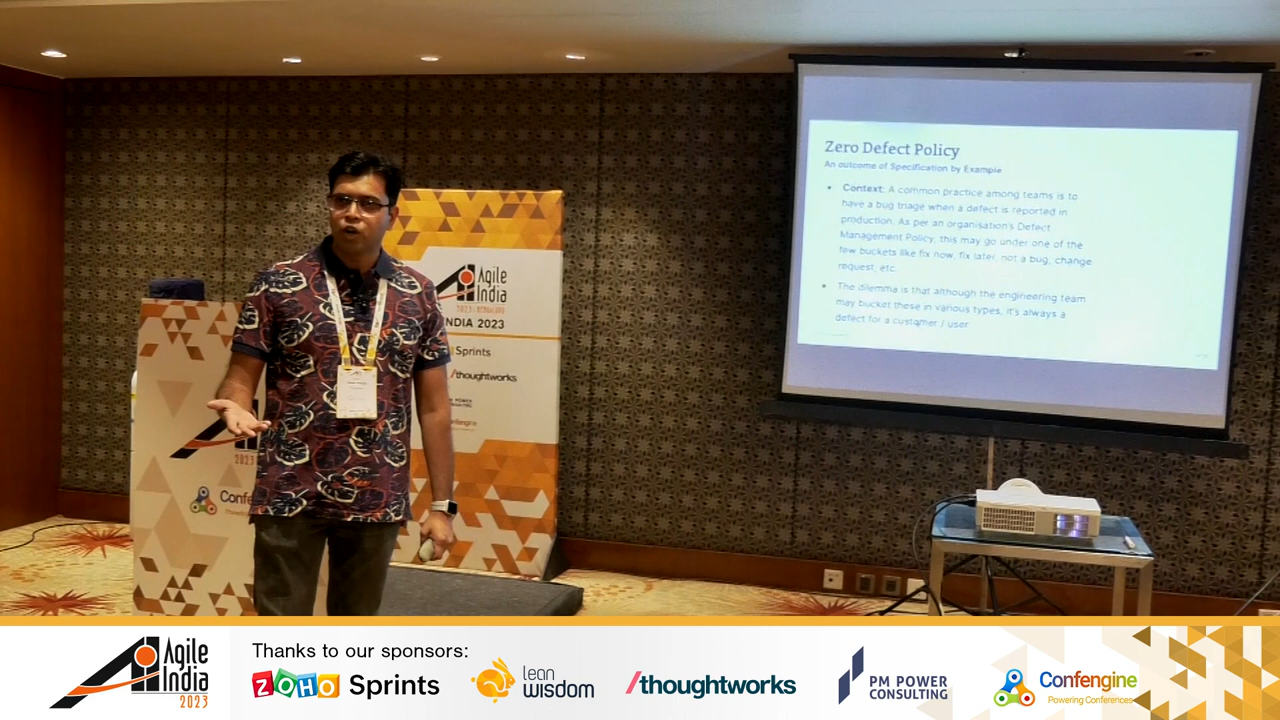 Zero Defect Policy
An outcome of Specification by Example
• Context: A common practice among teams is to
have a bug triage when a defect is reported in
production. As per an organisation's Defect
Management Policy, this may go under one of the
few buckets like fix now, fix later, not a bug, change
request, etc.
• The dilemma is that although the engineering team
may bucket these in various types, it's always a
defect for a customer / user
Agile
India
2023
INDIA 2023
Sprints
/thoughtworks
POWER
2023
Confe
Agile
India
2023
Thanks to our sponsors:
ZOHO Sprints
lean
wisdom
/thoughtworks
PM POWER
CONSULTING
Confengine
Powering Conferences